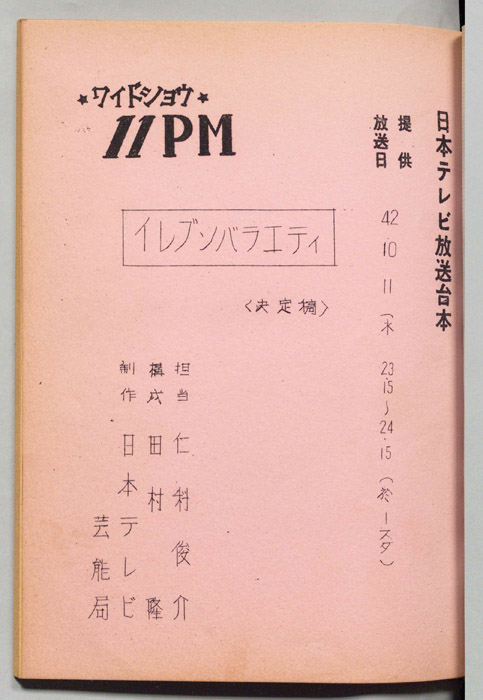 日本テレビ放送台本
提供
放送日 42 10 11(水 23.15〜24.15(於一スタ)
★ワイドショウ★
11PM
イレブンバラエティ
〈決定稿〉
担当 仁科俊介
構成 田村隆
制作 日本テレビ
芸能局